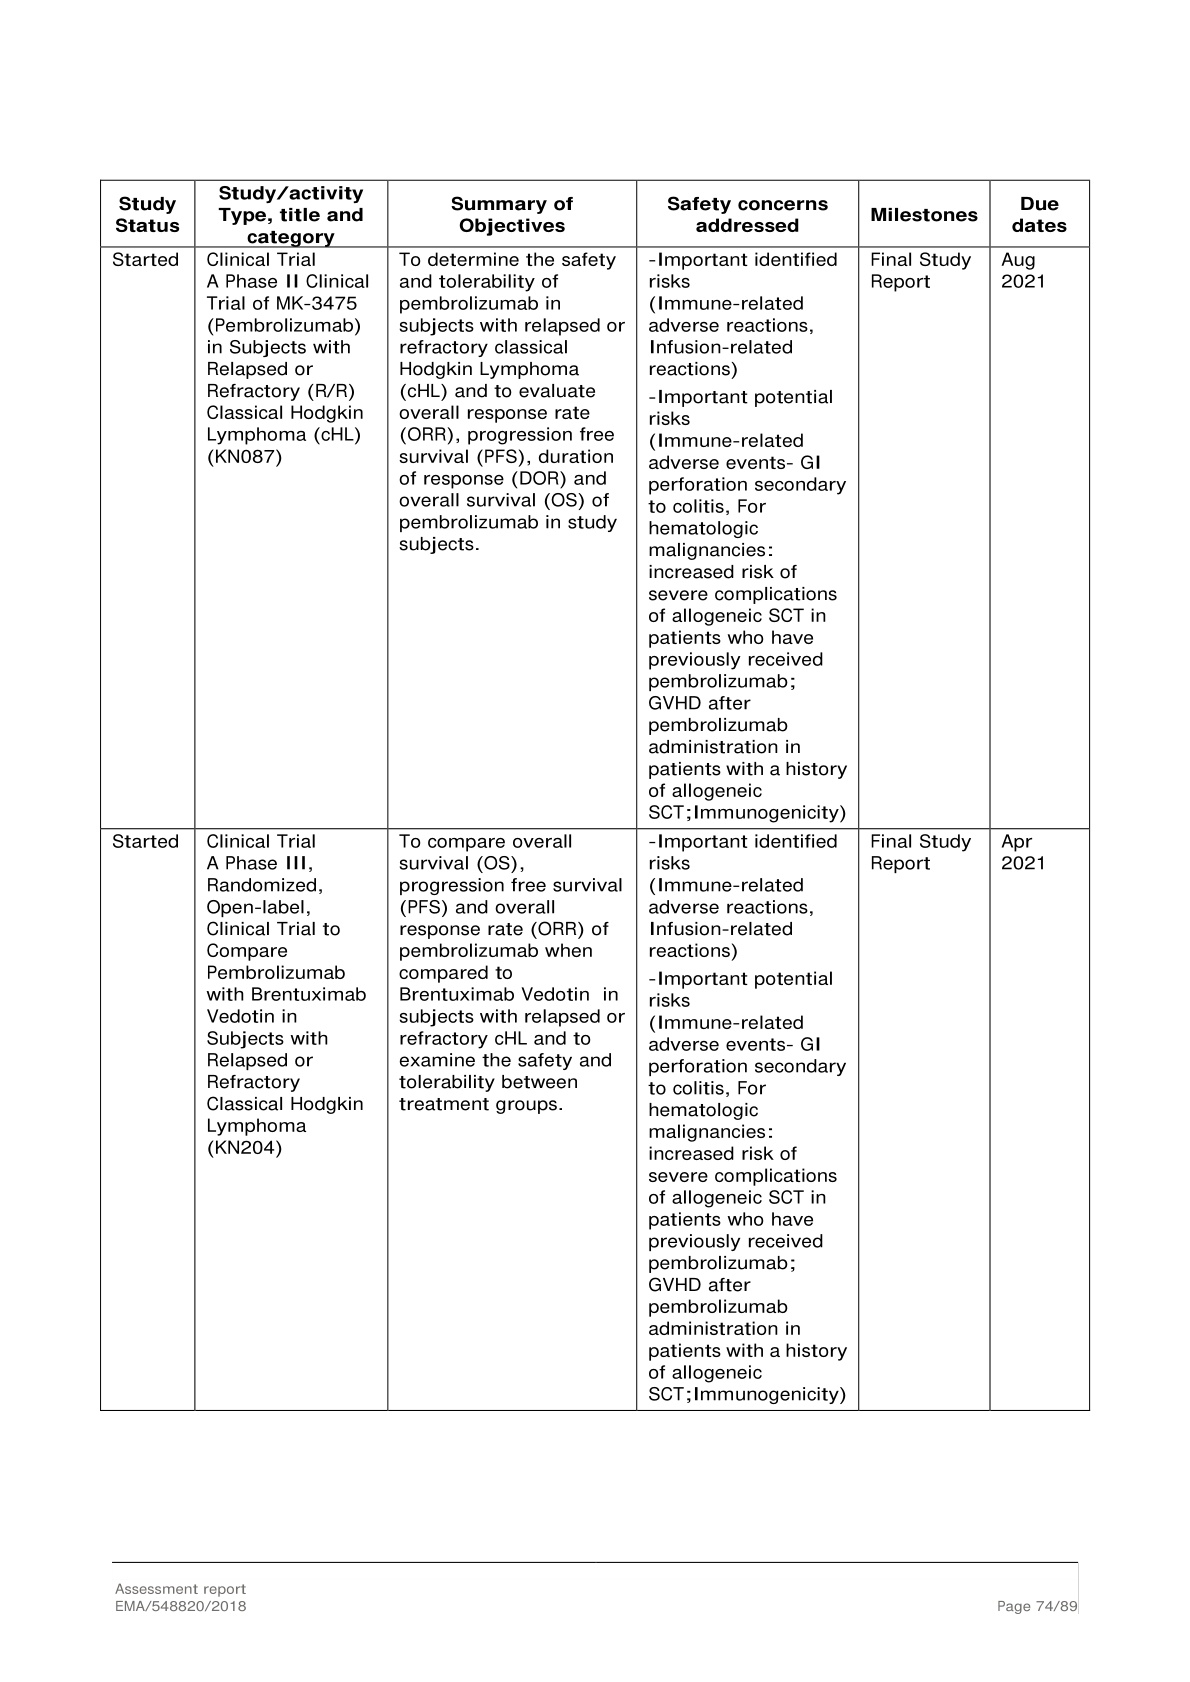 Study
Status
Study/activity
Type, title and
category
Summary of
Objectives
Safety concerns
addressed
Milestones
Due
dates
Started
Clinical Trial
A Phase II Clinical
Trial of MK-3475
(Pembrolizumab)
in Subjects with
Relapsed or
Refractory (R/R)
Classical Hodgkin
Lymphoma (cHL)
(KN087)
To determine the safety
and tolerability of
pembrolizumab in
subjects with relapsed or
refractory classical
Hodgkin Lymphoma
(cHL) and to evaluate
overall response rate
(ORR), progression free
survival (PFS), duration
of response (DOR) and
overall survival (OS) of
pembrolizumab in study
subjects.
-Important identified
risks
(Immune-related
adverse reactions,
Infusion-related
reactions)
-Important potential
risks
(Immune-related
adverse events- GI
perforation secondary
to colitis, For
hematologic
malignancies:
increased risk of
severe complications
of allogeneic SCT in
patients who have
previously received
pembrolizumab;
GVHD after
pembrolizumab
administration in
patients with a history
of allogeneic
SCT;Immunogenicity)
Final Study
Report
Aug
2021
Started
Clinical Trial
A Phase III,
Randomized,
Open-label,
Clinical Trial to
Compare
Pembrolizumab
with Brentuximab
Vedotin in
Subjects with
Relapsed or
Refractory
Classical Hodgkin
Lymphoma
(KN204)
To compare overall
survival (OS),
progression free survival
(PFS) and overall
response rate (ORR) of
pembrolizumab when
compared to
Brentuximab Vedotin  in
subjects with relapsed or
refractory cHL and to
examine the safety and
tolerability between
treatment groups.
-Important identified
risks
(Immune-related
adverse reactions,
Infusion-related
reactions)
-Important potential
risks
(Immune-related
adverse events- GI
perforation secondary
to colitis, For
hematologic
malignancies:
increased risk of
severe complications
of allogeneic SCT in
patients who have
previously received
pembrolizumab;
GVHD after
pembrolizumab
administration in
patients with a history
of allogeneic
SCT;Immunogenicity)
Final Study
Report
Apr
2021
Assessment report
EMA/548820/2018
Page 74/89